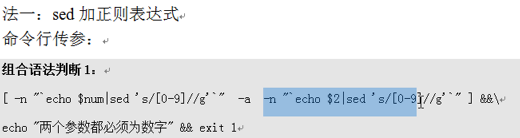 法一：sed 加正则表达式
命令行传参：
组合语法判断 1：
[ -n "`echo $num|sed 's/[0-9]//g'`" -a -n "`echo $2|sed 's/[0-9]//g'`" ] &&\
echo "两个参数都必须为数字" && exit 1